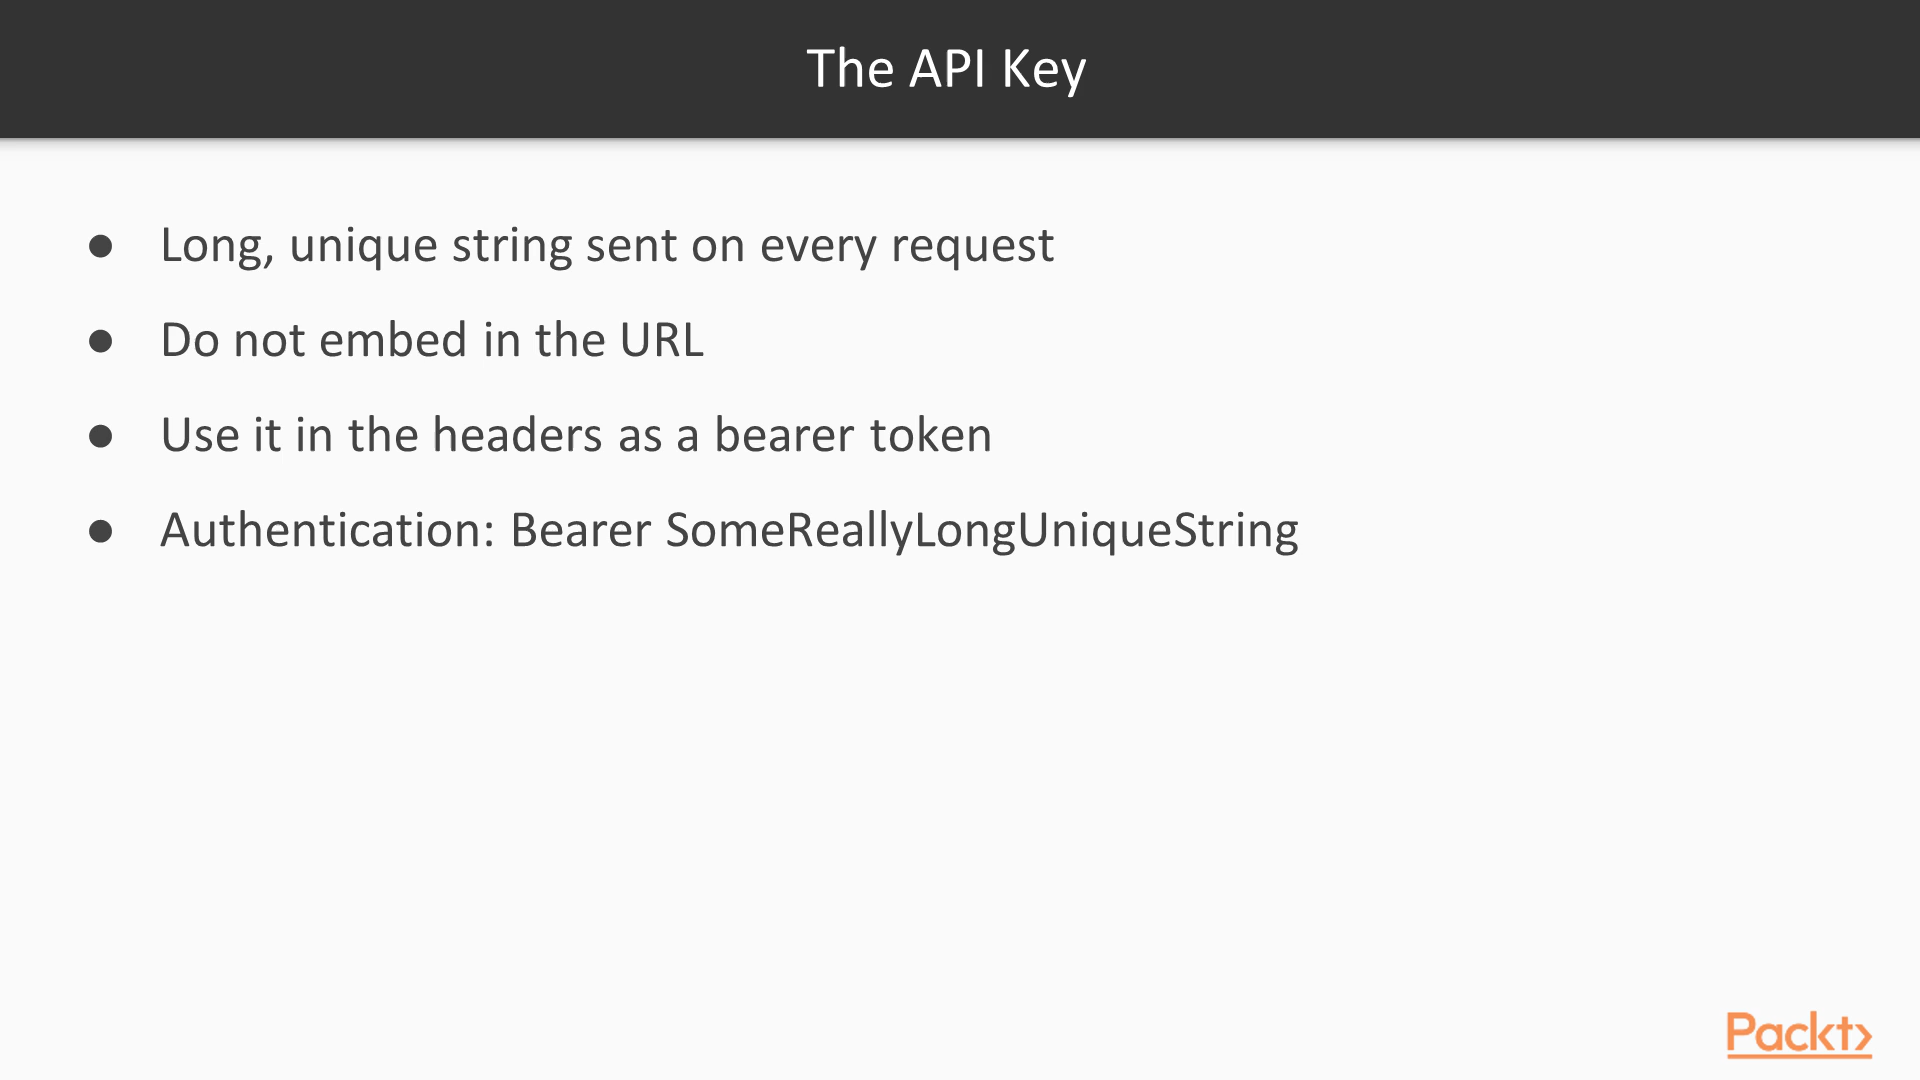 The API Key
● Long, unique string sent on every request
● Do not embed in the URL
● Use it in the headers as a bearer token
● Authentication: Bearer SomeReallyLongUniqueString
Packt>